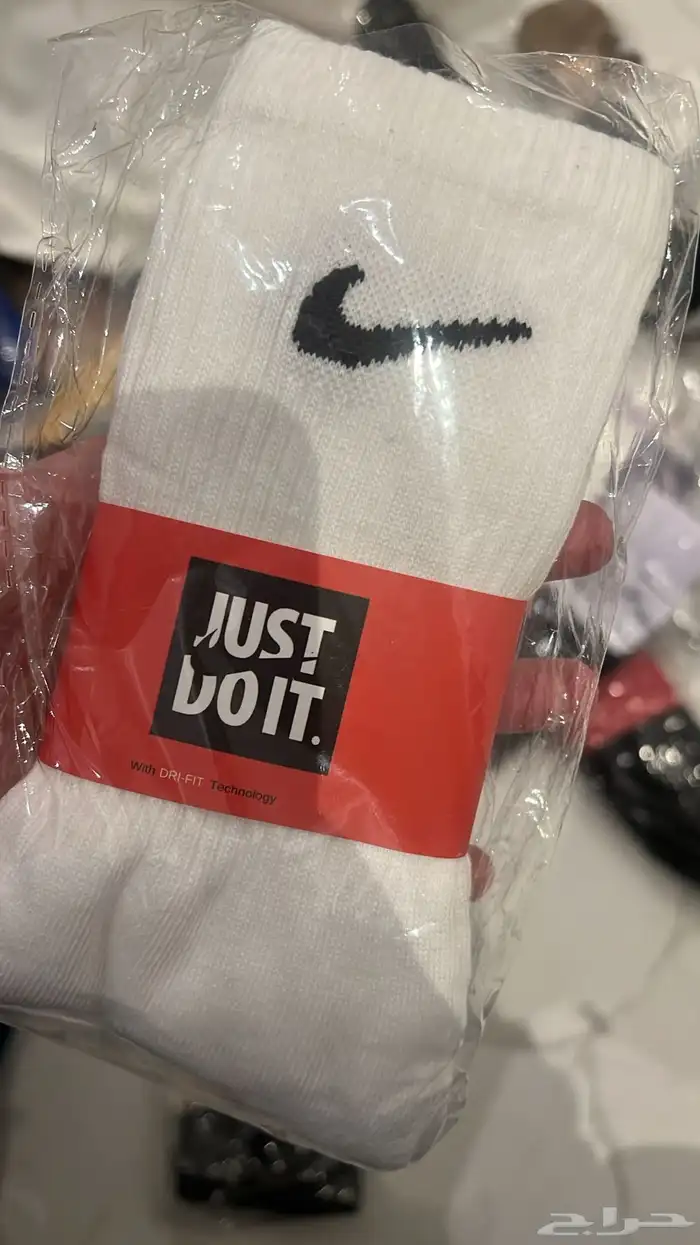 JUST
DO IT.
With DRI-FIT Technology
حراج